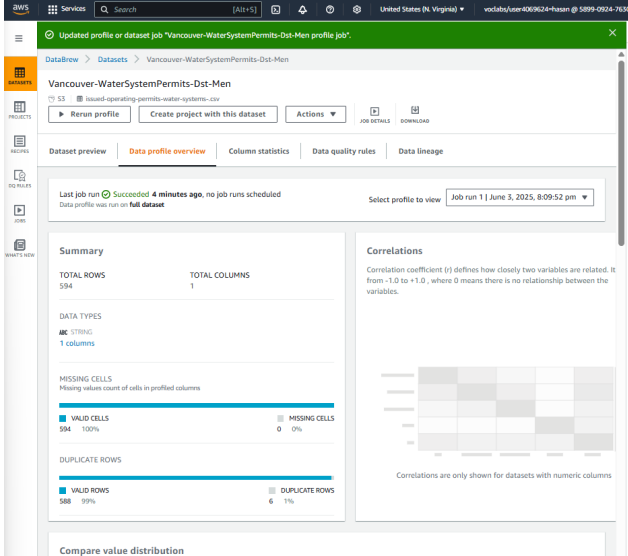 aws Services Search [Alt+S] United States (N. Virginia) ▼ voclabs/user4069624=hasan @ 5899-0924-763
Updated profile or dataset job "Vancouver-WaterSystemPermits-Dst-Men profile job".
DataBrew > Datasets > Vancouver-WaterSystemPermits-Dst-Men
DATASETS
PROJECTS
RECIPES
DQ RULES
JOBS
WHAT'S NEW
Vancouver-WaterSystemPermits-Dst-Men
S3 issued-operating-permits-water-systems-.csv
Rerun profile Create project with this dataset Actions ▼ JOB DETAILS DOWNLOAD
Dataset preview Data profile overview Column statistics Data quality rules Data lineage
Last job run Succeeded 4 minutes ago, no job runs scheduled
Data profile was run on full dataset
Select profile to view Job run 1 | June 3, 2025, 8:09:52 pm ▼
Summary
TOTAL ROWS TOTAL COLUMNS
594 1
DATA TYPES
ABC STRING
1 columns
MISSING CELLS
Missing values count of cells in profiled columns
VALID CELLS MISSING CELLS
594 100% 0 0%
DUPLICATE ROWS
VALID ROWS DUPLICATE ROWS
588 99% 6 1%
Correlations
Correlation coefficient (r) defines how closely two variables are related. It
from -1.0 to +1.0 , where 0 means there is no relationship between the
variables.
Correlations are only shown for datasets with numeric columns
Compare value distribution